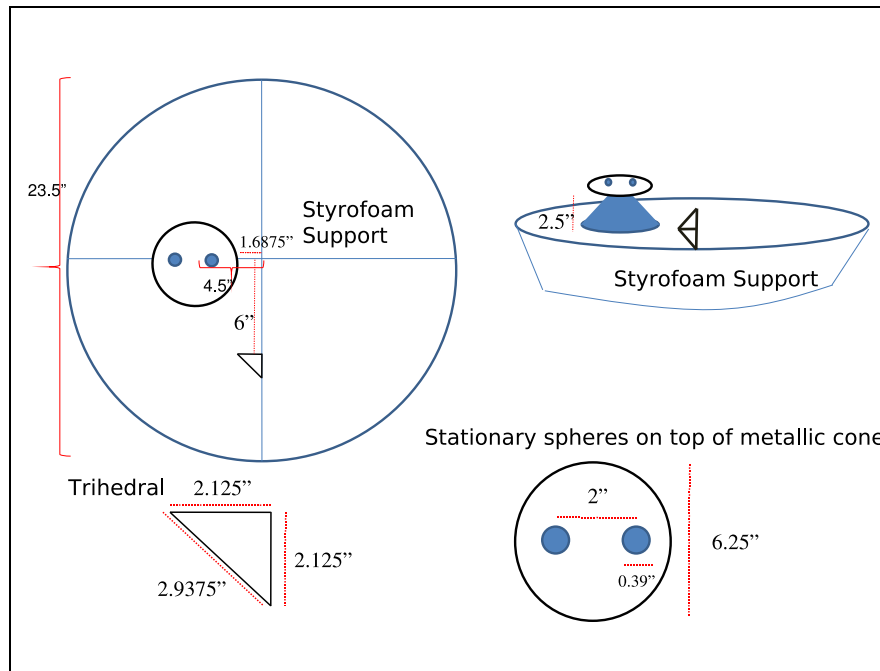 23.5”
Styrofoam
Support
1.6875”
4.5”
6”
2.5”
Styrofoam Support
Trihedral
2.125”
2.125”
2.9375”
Stationary spheres on top of metallic cone
2”
6.25”
0.39”